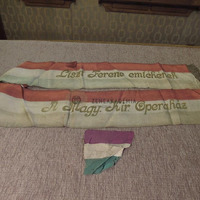 Liszt Ferenc emlékének
A Magy. Kir. Operaház